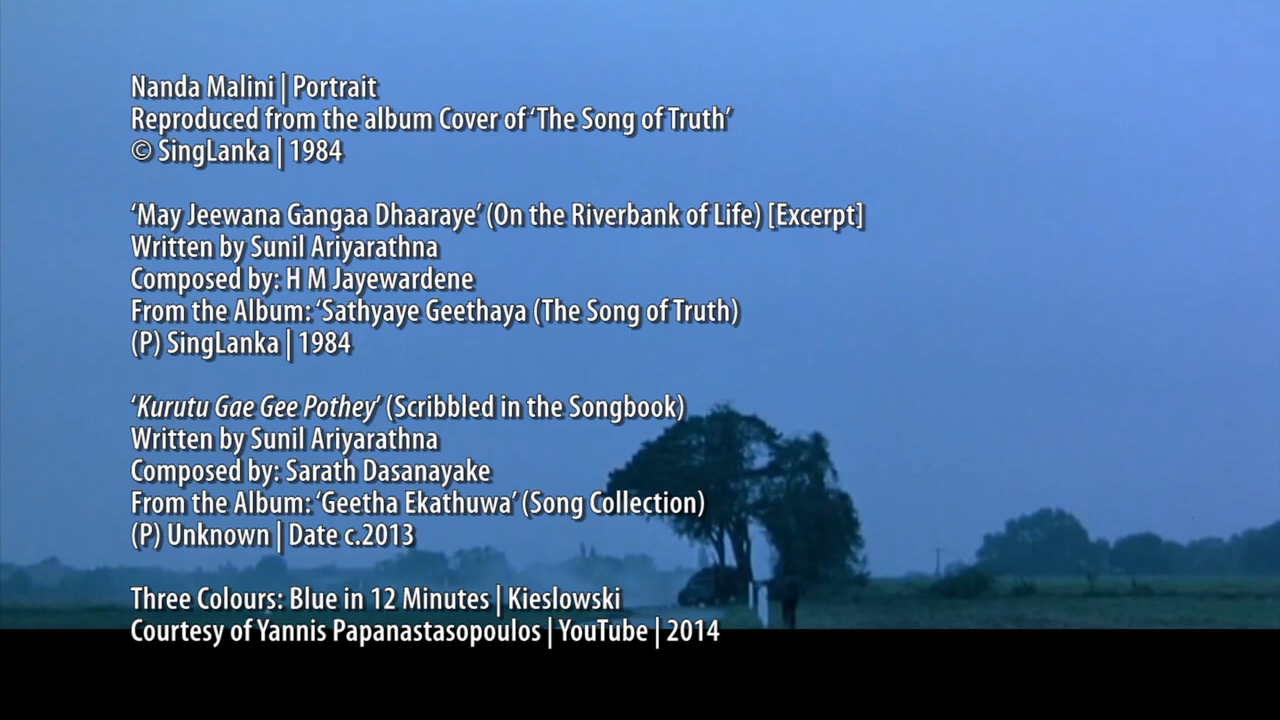 Nanda Malini | Portrait
Reproduced from the album Cover of ‘The Song of Truth’
© SingLanka | 1984
‘May Jeewana Gangaa Dhaaraye’ (On the Riverbank of Life) [Excerpt]
Written by Sunil Ariyarathna
Composed by: H M Jayewardene
From the Album: ‘Sathyaye Geethaya (The Song of Truth)
(P) SingLanka | 1984
‘Kurutu Gae Gee Pothey’ (Scribbled in the Songbook)
Written by Sunil Ariyarathna
Composed by: Sarath Dasanayake
From the Album: ‘Geetha Ekathuwa’ (Song Collection)
(P) Unknown | Date c.2013
Three Colours: Blue in 12 Minutes | Kieslowski
Courtesy of Yannis Papanastasopoulos | YouTube | 2014